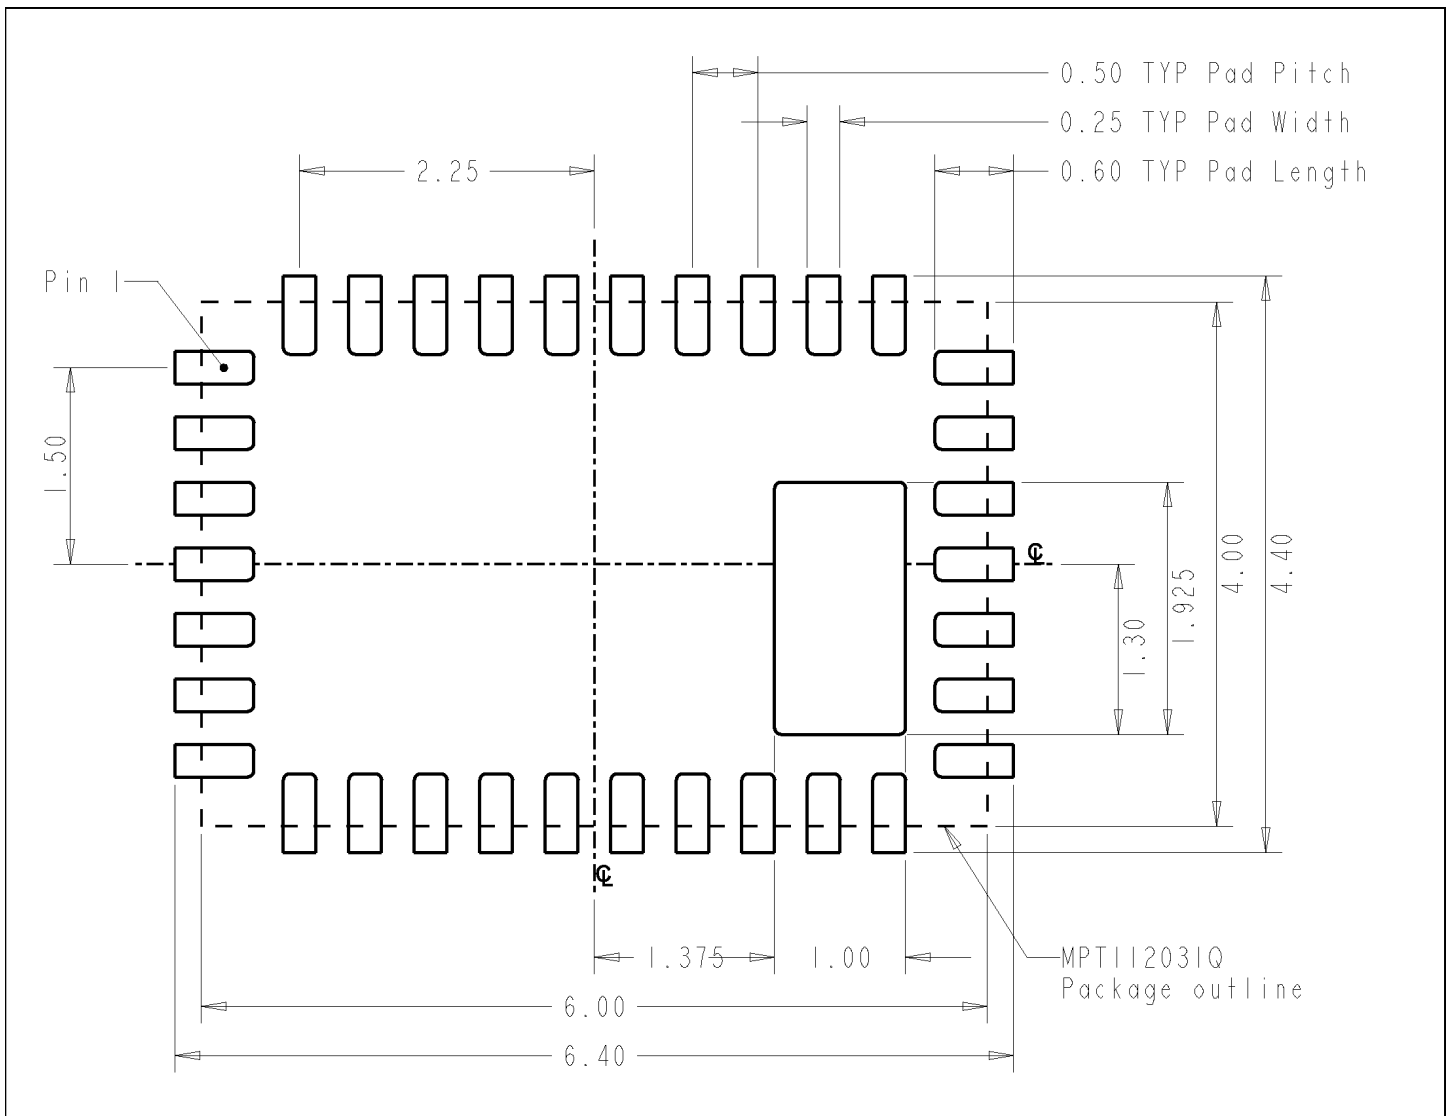 0.50 TYP Pad Pitch
0.25 TYP Pad Width
2.25
0.60 TYP Pad Length
Pin 1
1.50
℄
4.00
4.40
1.925
1.30
℄
1.375
1.00
MPT112031Q
Package outline
6.00
6.40